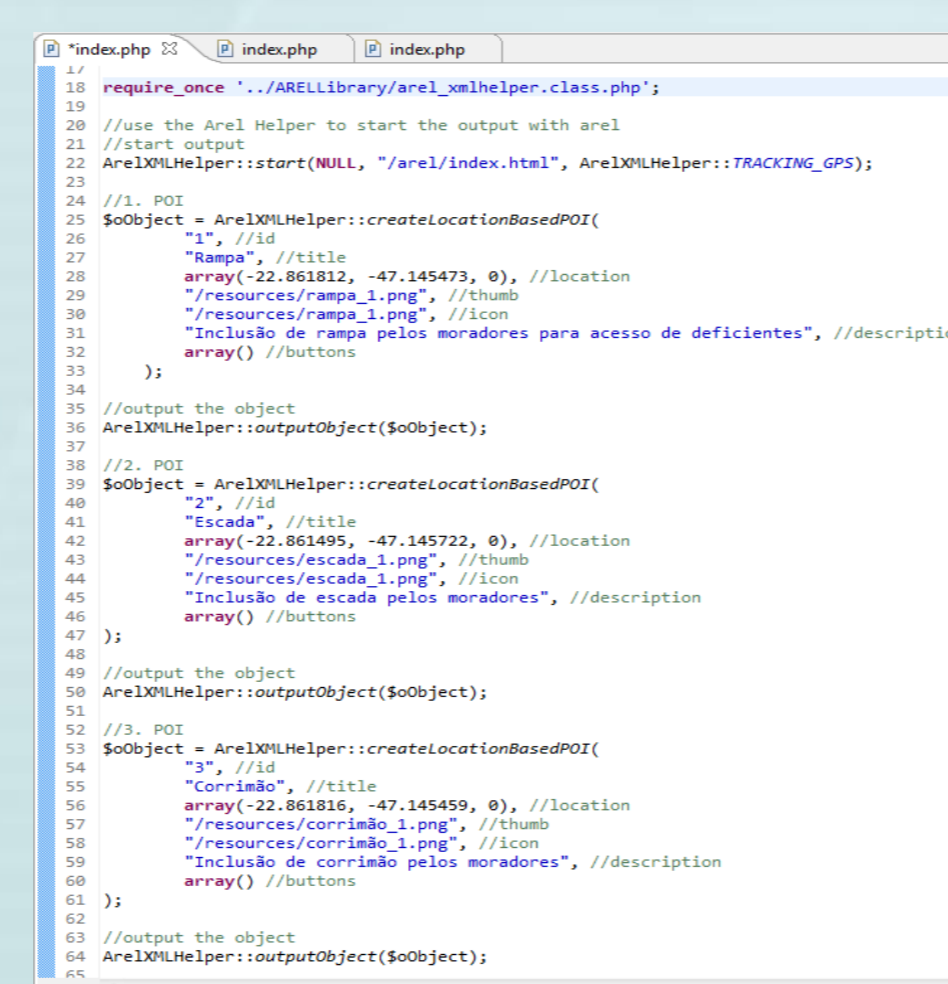 *index.php index.php index.php
17
18 require_once '../ARELLibrary/arel_xmlhelper.class.php';
19
20 //use the Arel Helper to start the output with arel
21 //start output
22 ArelXMLHelper::start(NULL, "/arel/index.html", ArelXMLHelper::TRACKING_GPS);
23
24 //1. POI
25 $oObject = ArelXMLHelper::createLocationBasedPOI(
26 "1", //id
27 "Rampa", //title
28 array(-22.861812, -47.145473, 0), //location
29 "/resources/rampa_1.png", //thumb
30 "/resources/rampa_1.png", //icon
31 "Inclusão de rampa pelos moradores para acesso de deficientes", //descriptio
32 array() //buttons
33 );
34
35 //output the object
36 ArelXMLHelper::outputObject($oObject);
37
38 //2. POI
39 $oObject = ArelXMLHelper::createLocationBasedPOI(
40 "2", //id
41 "Escada", //title
42 array(-22.861495, -47.145722, 0), //location
43 "/resources/escada_1.png", //thumb
44 "/resources/escada_1.png", //icon
45 "Inclusão de escada pelos moradores", //description
46 array() //buttons
47 );
48
49 //output the object
50 ArelXMLHelper::outputObject($oObject);
51
52 //3. POI
53 $oObject = ArelXMLHelper::createLocationBasedPOI(
54 "3", //id
55 "Corrimão", //title
56 array(-22.861816, -47.145459, 0), //location
57 "/resources/corrimão_1.png", //thumb
58 "/resources/corrimão_1.png", //icon
59 "Inclusão de corrimão pelos moradores", //description
60 array() //buttons
61 );
62
63 //output the object
64 ArelXMLHelper::outputObject($oObject);
65